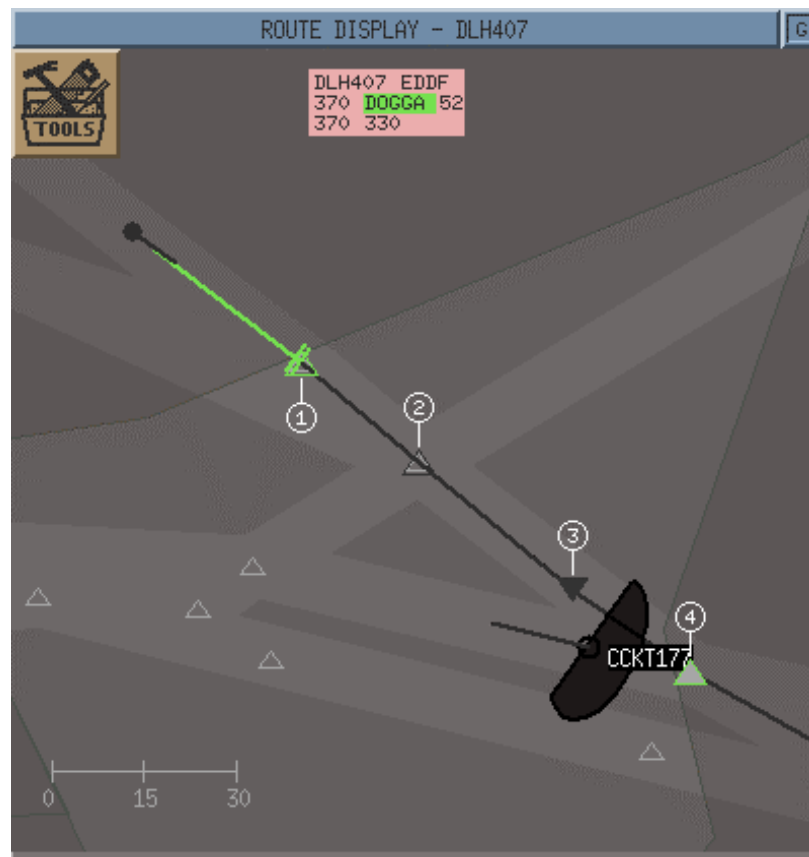 ROUTE DISPLAY - DLH407
G
TOOLS
DLH407 EDDF
370 DOGGA 52
370 330
1
2
3
4
CCKT177
0 15 30